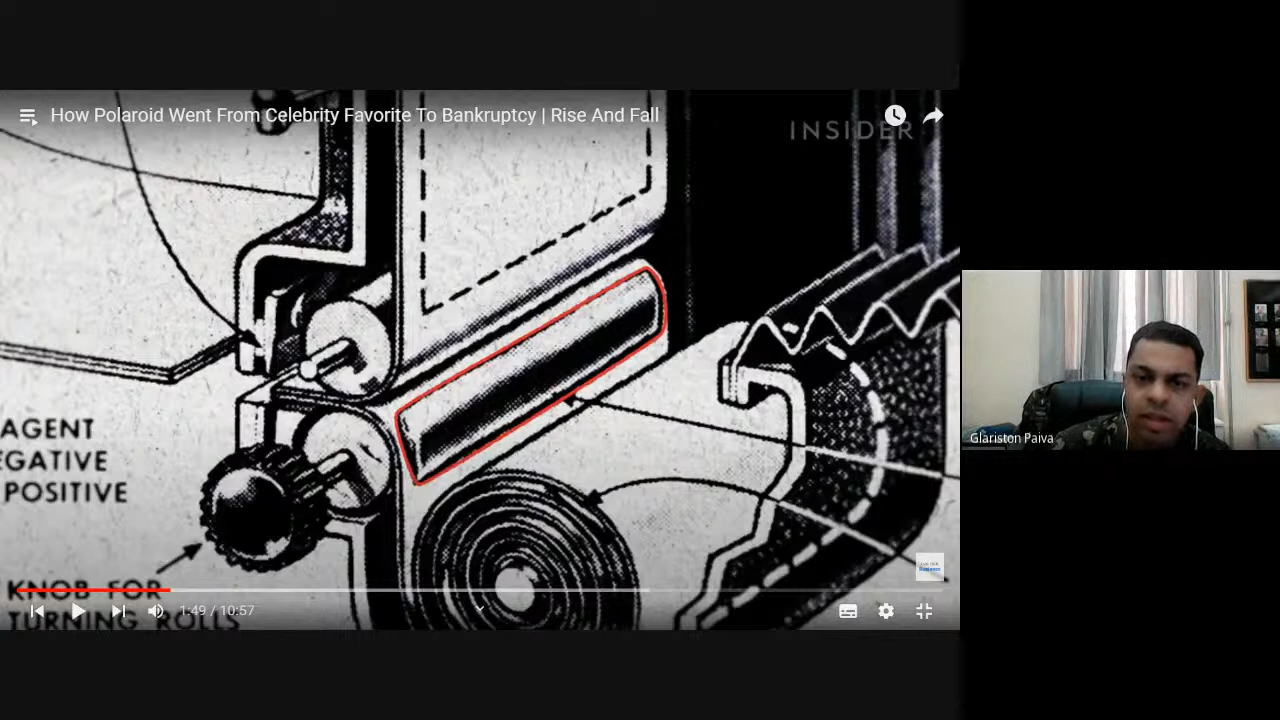 How Polaroid Went From Celebrity Favorite To Bankruptcy | Rise And Fall
INSIDER
AGENT
EGATIVE
POSITIVE
KNOB FOR
TURNING ROLLS
1:49 / 10:57
Glariston Paiva